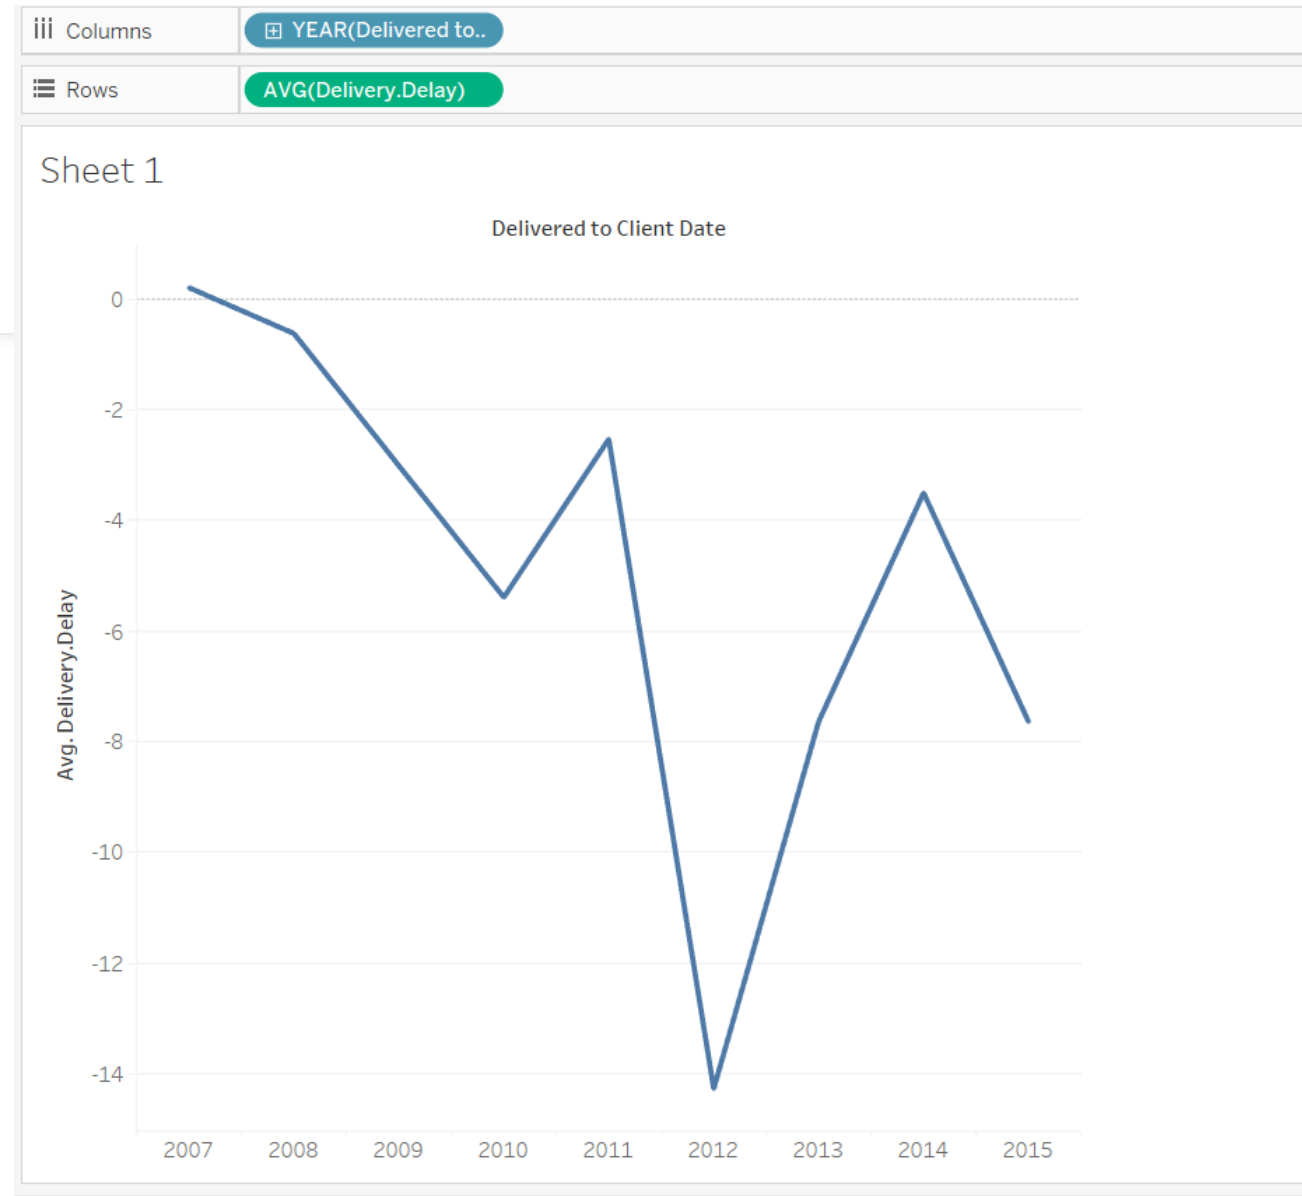 Columns
YEAR(Delivered to..
Rows
AVG(Delivery.Delay)
Sheet 1
Delivered to Client Date
0
-2
-4
-6
-8
-10
-12
-14
Avg. Delivery.Delay
2007 2008 2009 2010 2011 2012 2013 2014 2015